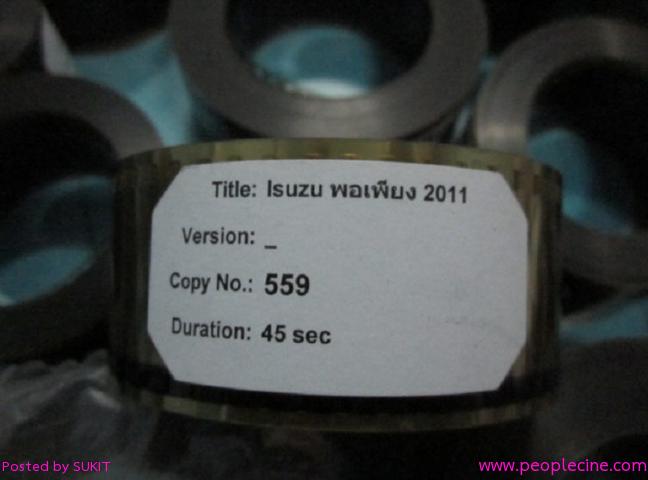 Title: Isuzu พอเพียง 2011
Version: _
Copy No.: 559
Duration: 45 sec
Posted by SUKIT
www.peoplecine.com